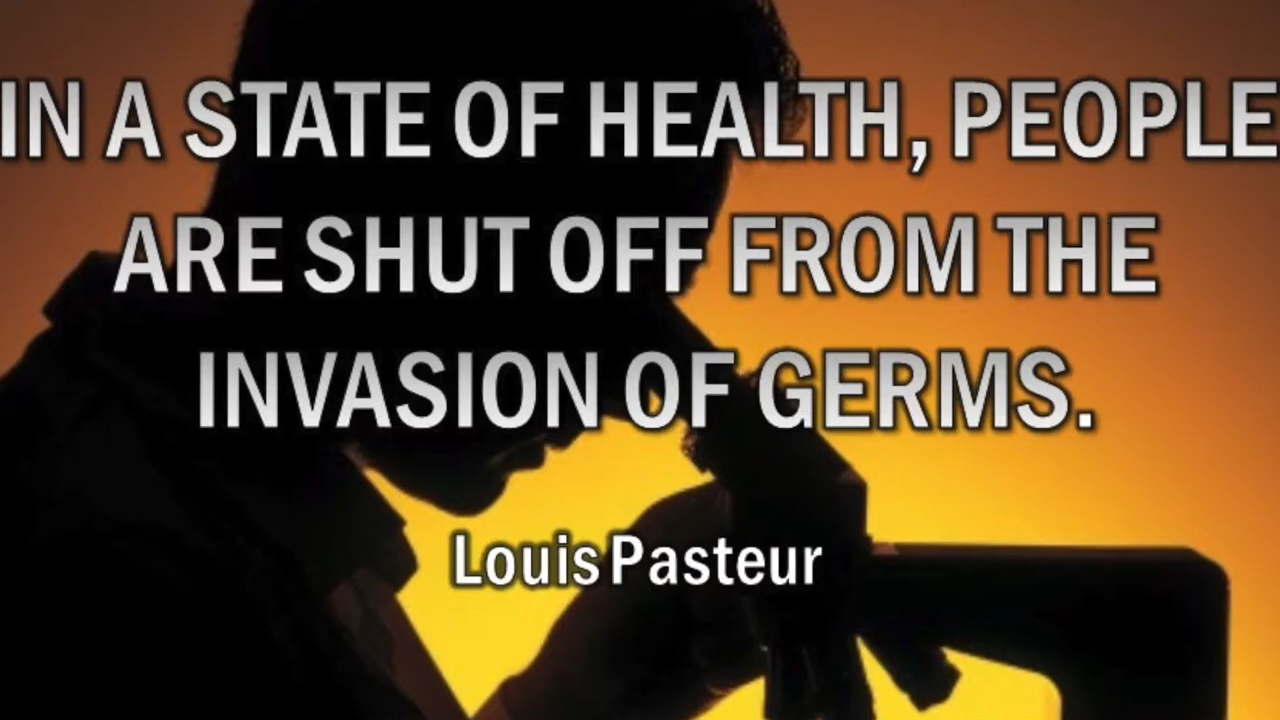 IN A STATE OF HEALTH, PEOPLE
ARE SHUT OFF FROM THE
INVASION OF GERMS.
Louis Pasteur